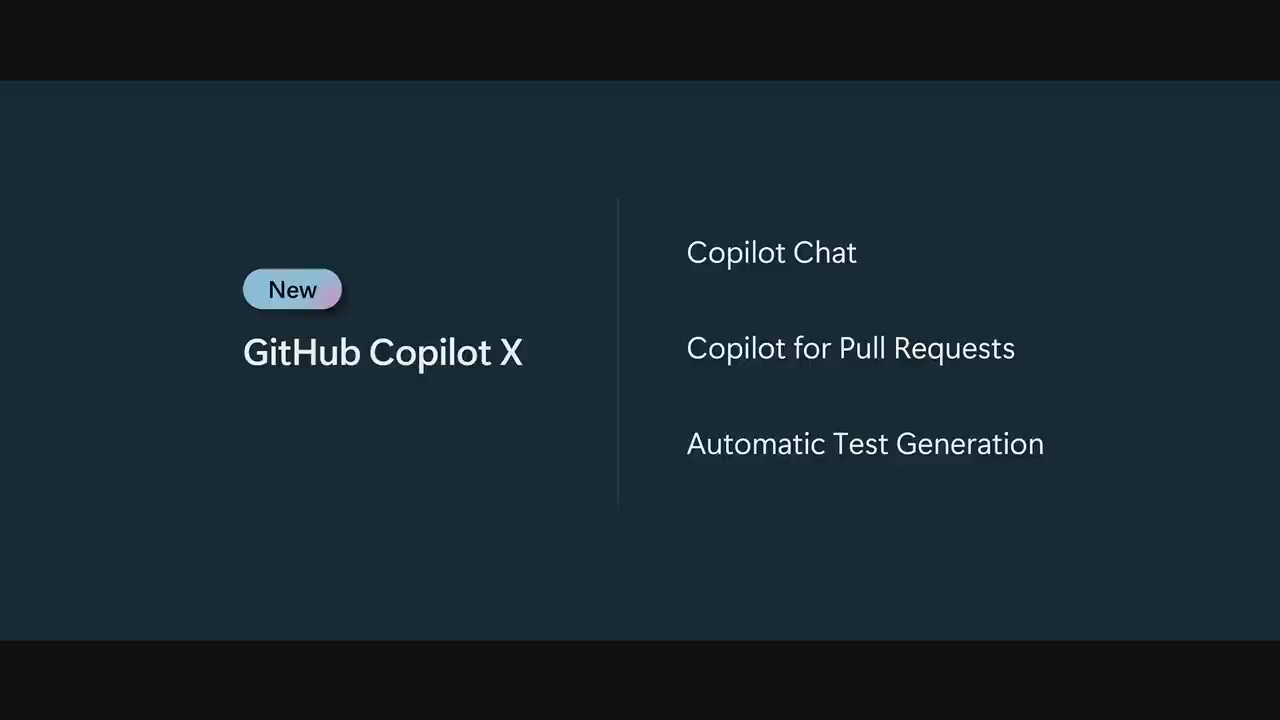 New
GitHub Copilot X
Copilot Chat
Copilot for Pull Requests
Automatic Test Generation